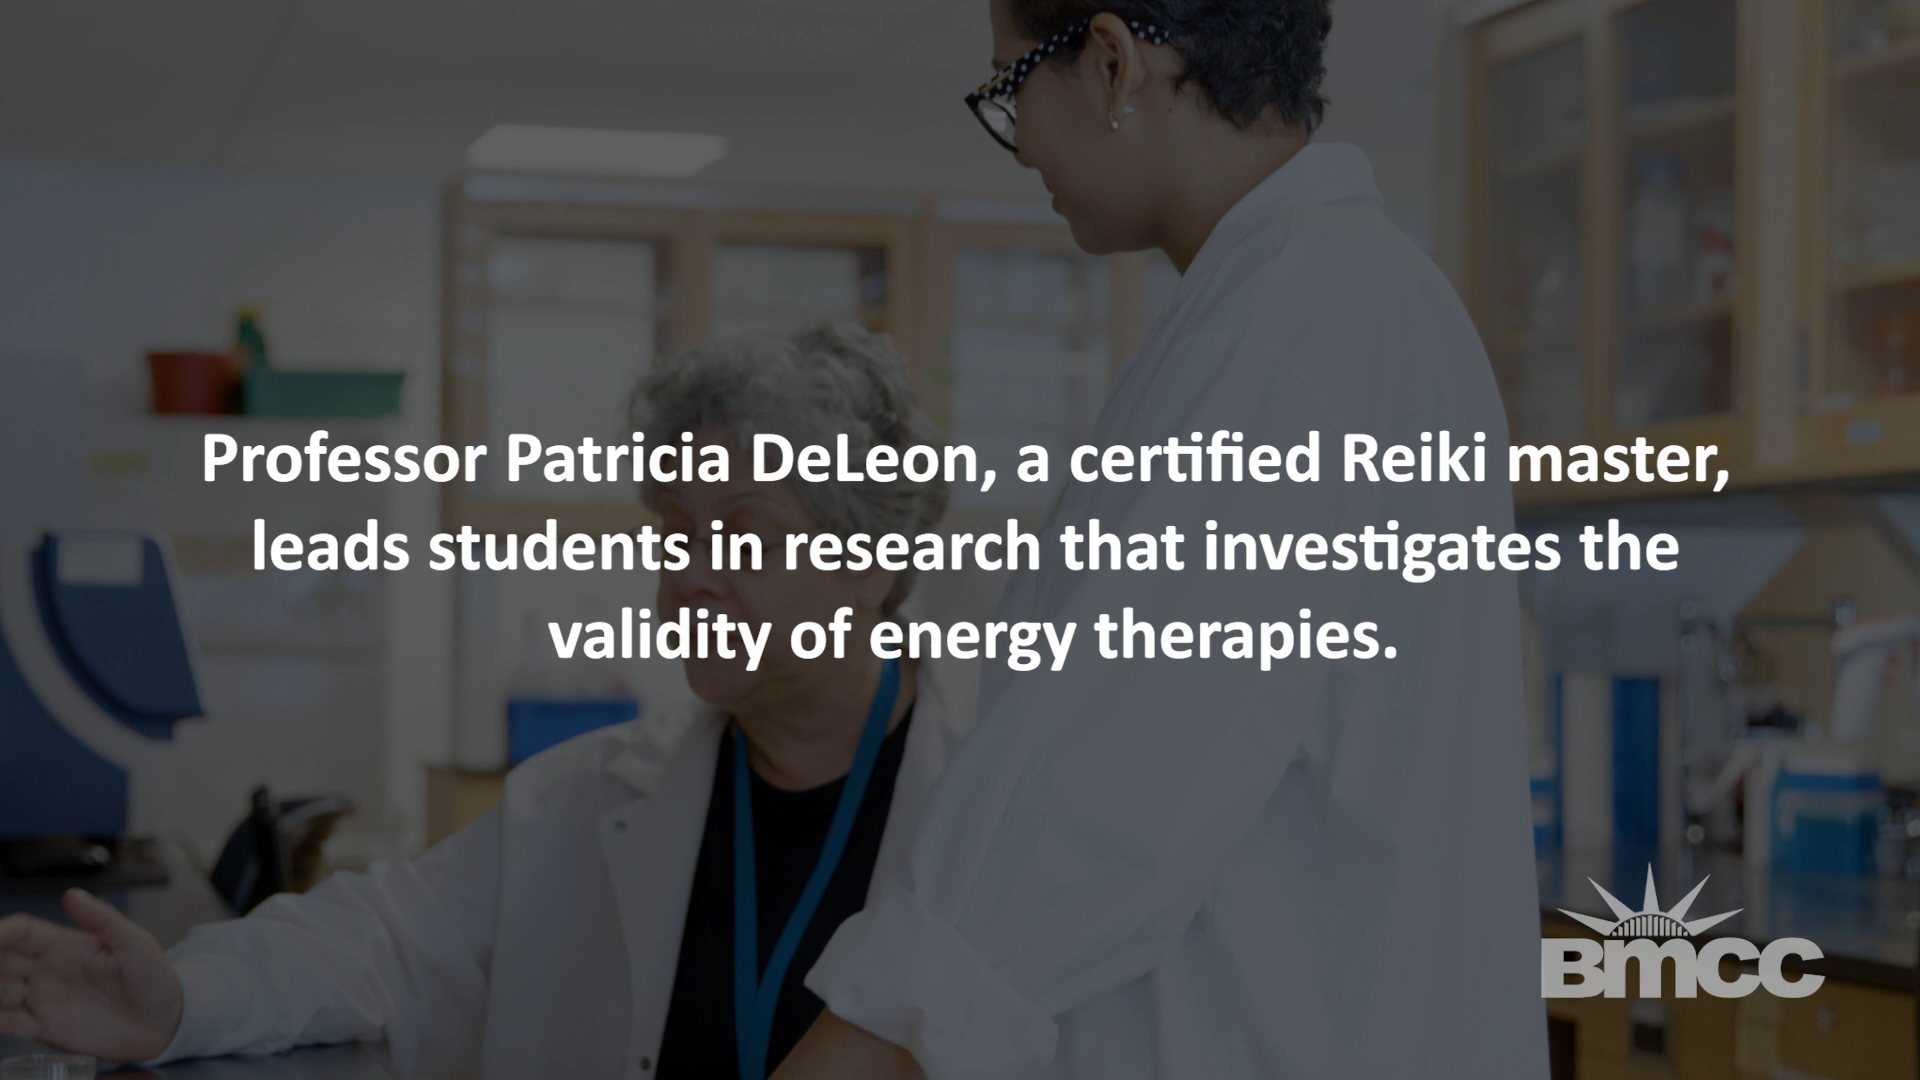 Professor Patricia DeLeon, a certified Reiki master,
leads students in research that investigates the
validity of energy therapies.
BMCC